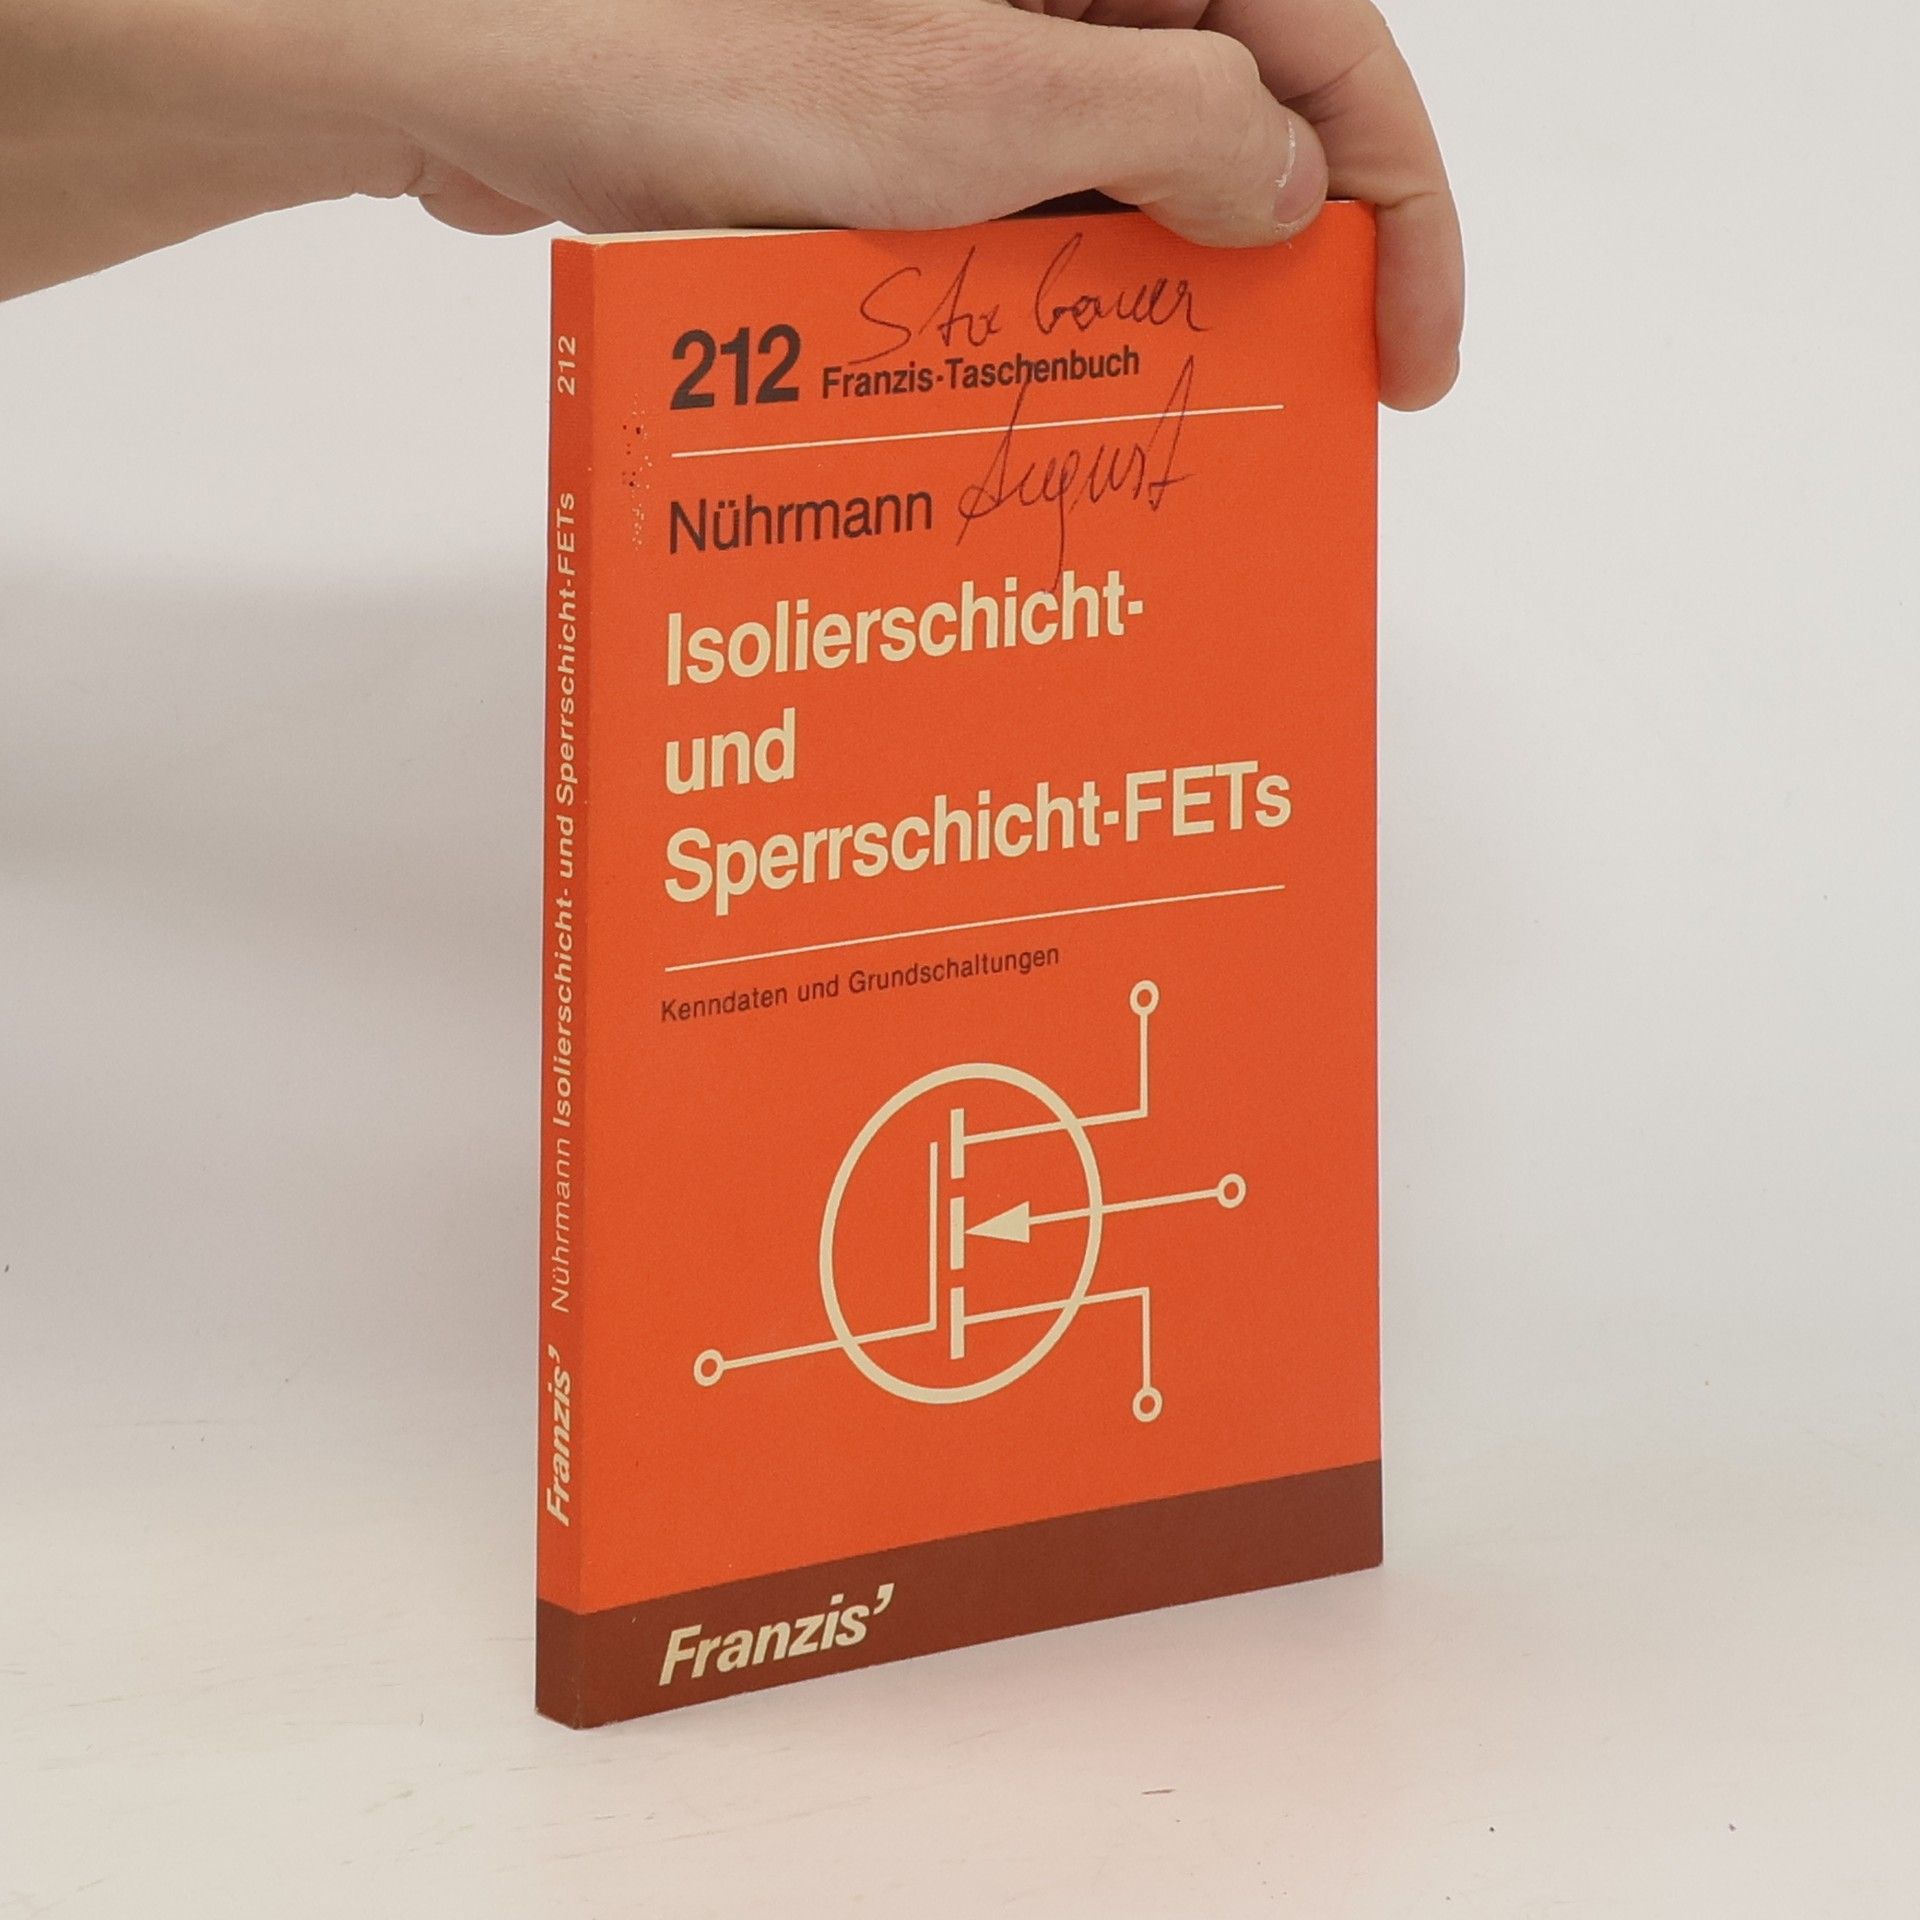 212 Franzis-Taschenbuch
August
Nührmann
Isolierschicht-
und
Sperrschicht-FETs
Kenndaten und Grundschaltungen
Franzis’
Franzis’ Nührmann Isolierschicht- und Sperrschicht-FETs 212